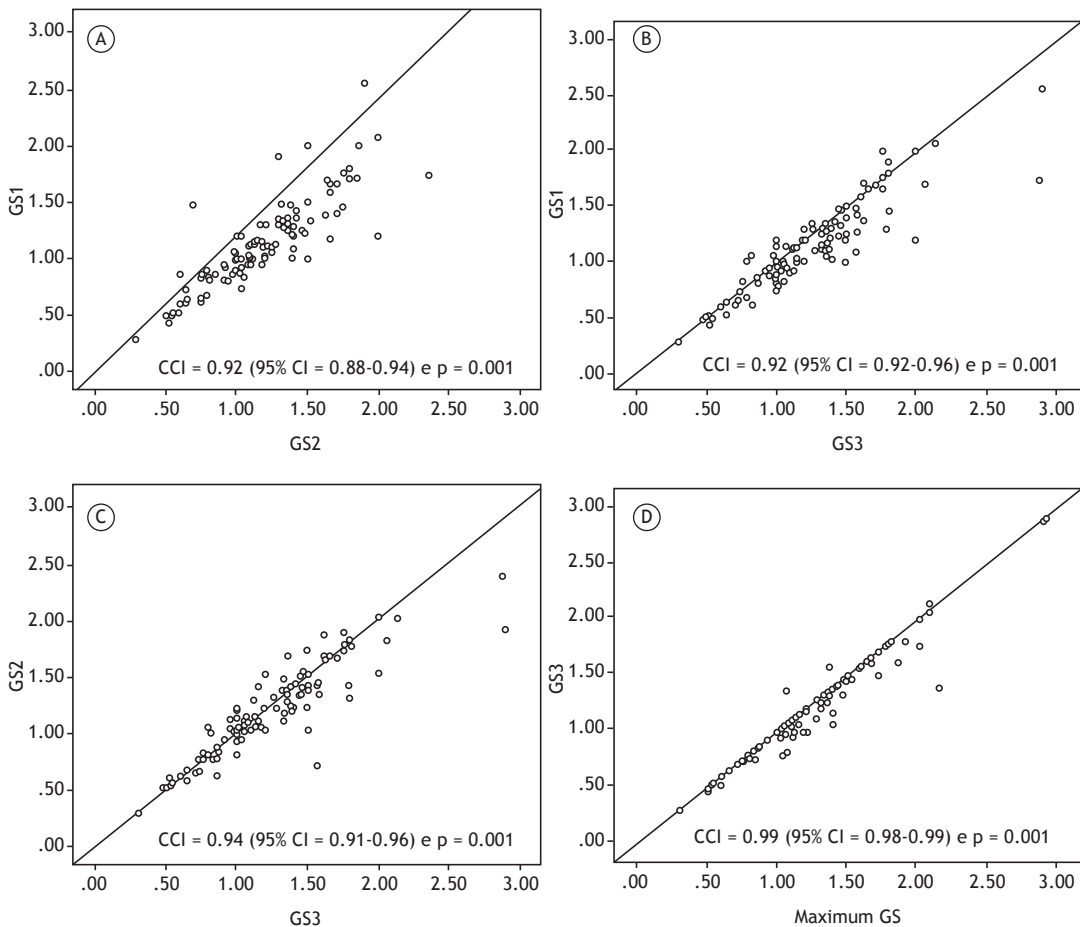 A
3.00
2.50
2.00
1.50
1.00
.50
.00
GS1
CCI = 0.92 (95% CI = 0.88-0.94) e p = 0.001
.00 .50 1.00 1.50 2.00 2.50 3.00
GS2
B
3.00
2.50
2.00
1.50
1.00
.50
.00
GS1
CCI = 0.92 (95% CI = 0.92-0.96) e p = 0.001
.00 .50 1.00 1.50 2.00 2.50 3.00
GS3
C
3.00
2.50
2.00
1.50
1.00
.50
.00
GS2
CCI = 0.94 (95% CI = 0.91-0.96) e p = 0.001
.00 .50 1.00 1.50 2.00 2.50 3.00
GS3
D
3.00
2.50
2.00
1.50
1.00
.50
.00
GS3
CCI = 0.99 (95% CI = 0.98-0.99) e p = 0.001
.00 .50 1.00 1.50 2.00 2.50 3.00
Maximum GS